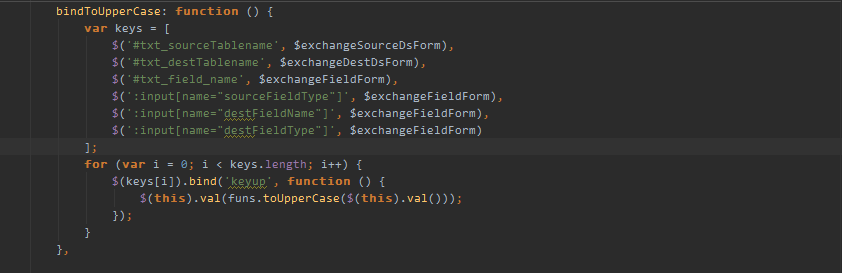 bindToUpperCase: function () {
var keys = [
$('#txt_sourceTablename', $exchangeSourceDsForm),
$('#txt_destTablename', $exchangeDestDsForm),
$('#txt_field_name', $exchangeFieldForm),
$(':input[name="sourceFieldType"]', $exchangeFieldForm),
$(':input[name="destFieldName"]', $exchangeFieldForm),
$(':input[name="destFieldType"]', $exchangeFieldForm)
];
for (var i = 0; i < keys.length; i++) {
$(keys[i]).bind('keyup', function () {
$(this).val(funs.toUpperCase($(this).val()));
});
}
},